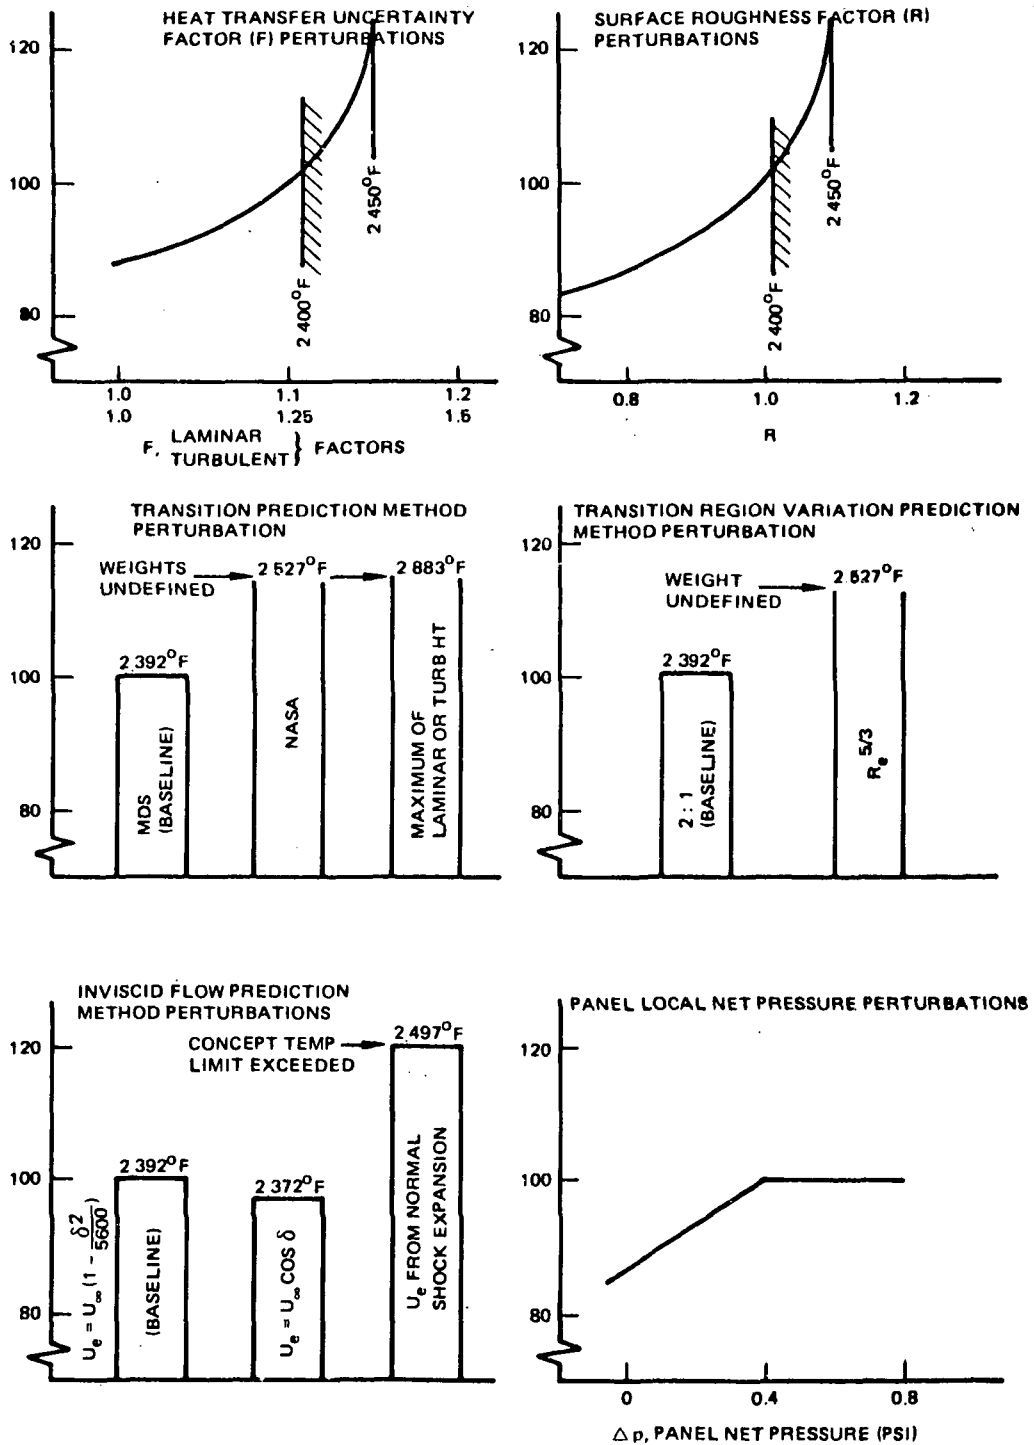 HEAT TRANSFER UNCERTAINTY
FACTOR (F) PERTURBATIONS
120
100
80
2 400°F
2 450°F
1.0 1.1 1.2
1.0 1.25 1.5
F, LAMINAR
TURBULENT } FACTORS
SURFACE ROUGHNESS FACTOR (R)
PERTURBATIONS
120
100
80
2 400°F
2 450°F
0.8 1.0 1.2
R
TRANSITION PREDICTION METHOD
PERTURBATION
120
100
80
WEIGHTS
UNDEFINED
2 527°F
2 883°F
2 392°F
MDS
(BASELINE)
NASA
MAXIMUM OF
LAMINAR OR TURB HT
TRANSITION REGION VARIATION PREDICTION
METHOD PERTURBATION
120
100
80
WEIGHT
UNDEFINED
2 527°F
2 392°F
2 : 1
(BASELINE)
Re 5/3
INVISCID FLOW PREDICTION
METHOD PERTURBATIONS
120
100
80
CONCEPT TEMP
LIMIT EXCEEDED
2 497°F
2 392°F
2 372°F
Ue = U∞ (1 - δ2/5600)
(BASELINE)
Ue = U∞ COS δ
Ue FROM NORMAL
SHOCK EXPANSION
PANEL LOCAL NET PRESSURE PERTURBATIONS
120
100
80
0 0.4 0.8
Δ p, PANEL NET PRESSURE (PSI)